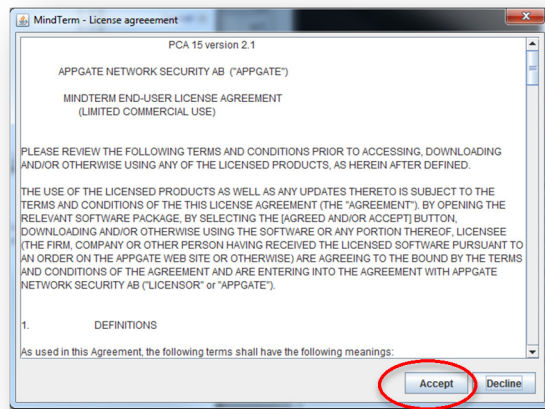 MindTerm - License agreeement
PCA 15 version 2.1
APPGATE NETWORK SECURITY AB ("APPGATE")
MINDTERM END-USER LICENSE AGREEMENT
(LIMITED COMMERCIAL USE)
PLEASE REVIEW THE FOLLOWING TERMS AND CONDITIONS PRIOR TO ACCESSING, DOWNLOADING
AND/OR OTHERWISE USING ANY OF THE LICENSED PRODUCTS, AS HEREIN AFTER DEFINED.
THE USE OF THE LICENSED PRODUCTS AS WELL AS ANY UPDATES THERETO IS SUBJECT TO THE
TERMS AND CONDITIONS OF THE THIS LICENSE AGREEMENT (THE "AGREEMENT"). BY OPENING THE
RELEVANT SOFTWARE PACKAGE, BY SELECTING THE [AGREED AND/OR ACCEPT] BUTTON,
DOWNLOADING AND/OR OTHERWISE USING THE SOFTWARE OR ANY PORTION THEREOF, LICENSEE
(THE FIRM, COMPANY OR OTHER PERSON HAVING RECEIVED THE LICENSED SOFTWARE PURSUANT TO
AN ORDER ON THE APPGATE WEB SITE OR OTHERWISE) ARE AGREEING TO THE BOUND BY THE TERMS
AND CONDITIONS OF THE AGREEMENT AND ARE ENTERING INTO THE AGREEMENT WITH APPGATE
NETWORK SECURITY AB ("LICENSOR" or "APPGATE").
1. DEFINITIONS
As used in this Agreement, the following terms shall have the following meanings:
Accept Decline